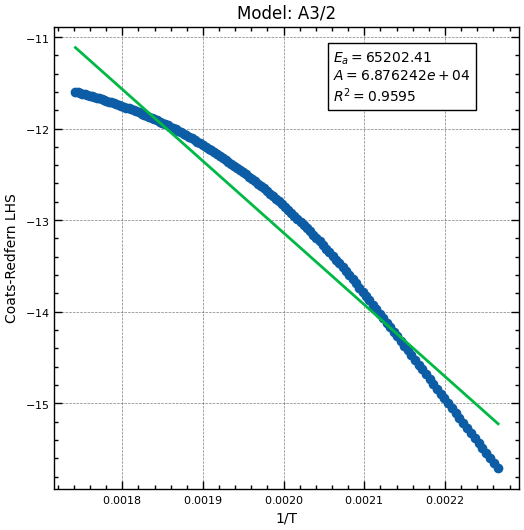 Model: A3/2
E_a = 65202.41
A = 6.876242e + 04
R² = 0.9595
Coats-Redfern LHS
−11
−12
−13
−14
−15
0.0018 0.0019 0.0020 0.0021 0.0022
1/T